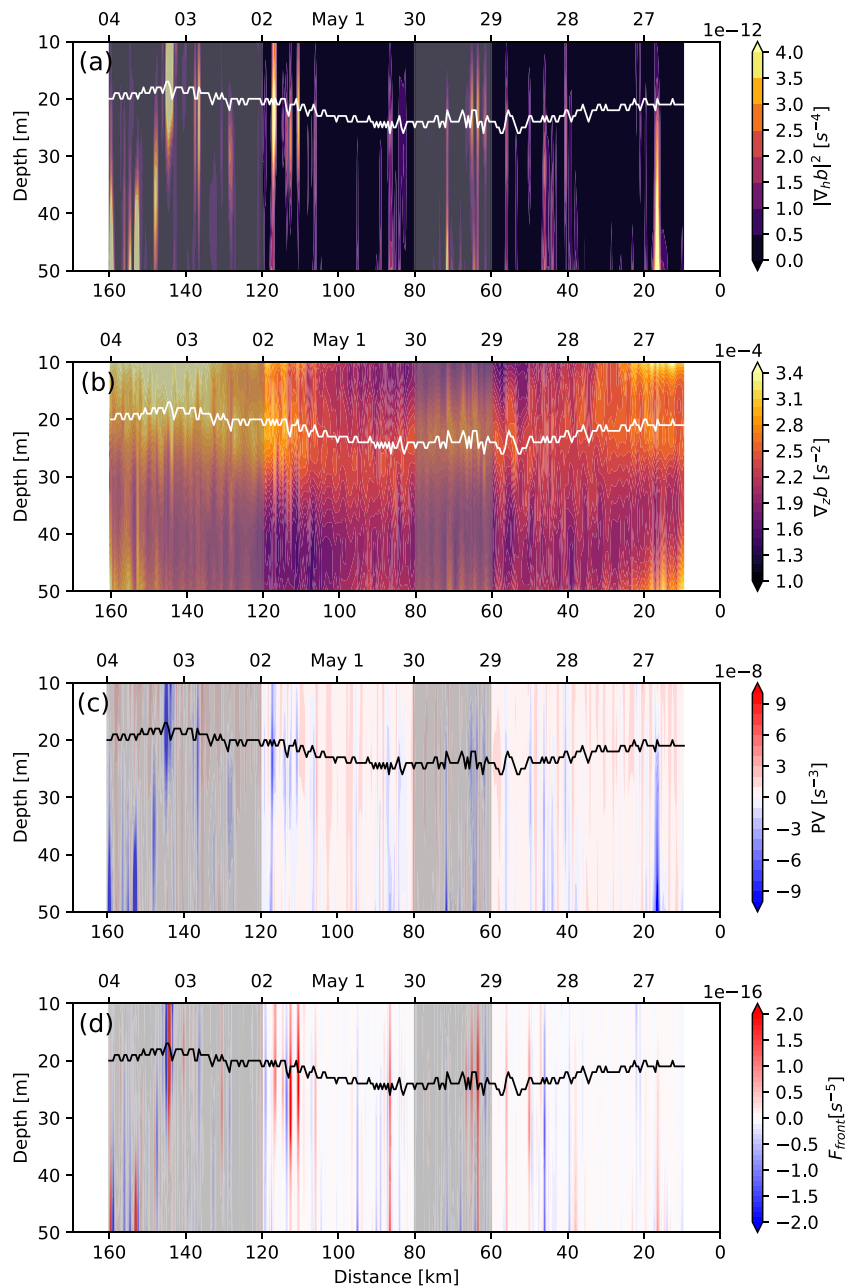 04 03 02 May 1 30 29 28 27
1e−12
(a)
10
20
30
40
50
Depth [m]
160 140 120 100 80 60 40 20 0
4.0
3.5
3.0
2.5
2.0
1.5
1.0
0.5
0.0
|∇hb|² [s⁻⁴]
04 03 02 May 1 30 29 28 27
1e−4
(b)
10
20
30
40
50
Depth [m]
160 140 120 100 80 60 40 20 0
3.4
3.1
2.8
2.5
2.2
1.9
1.6
1.3
1.0
∇zb [s⁻²]
04 03 02 May 1 30 29 28 27
1e−8
(c)
10
20
30
40
50
Depth [m]
160 140 120 100 80 60 40 20 0
9
6
3
0
−3
−6
−9
PV [s⁻³]
04 03 02 May 1 30 29 28 27
1e−16
(d)
10
20
30
40
50
Depth [m]
160 140 120 100 80 60 40 20 0
Distance [km]
2.0
1.5
1.0
0.5
0.0
−0.5
−1.0
−1.5
−2.0
Ffront[s⁻⁵]